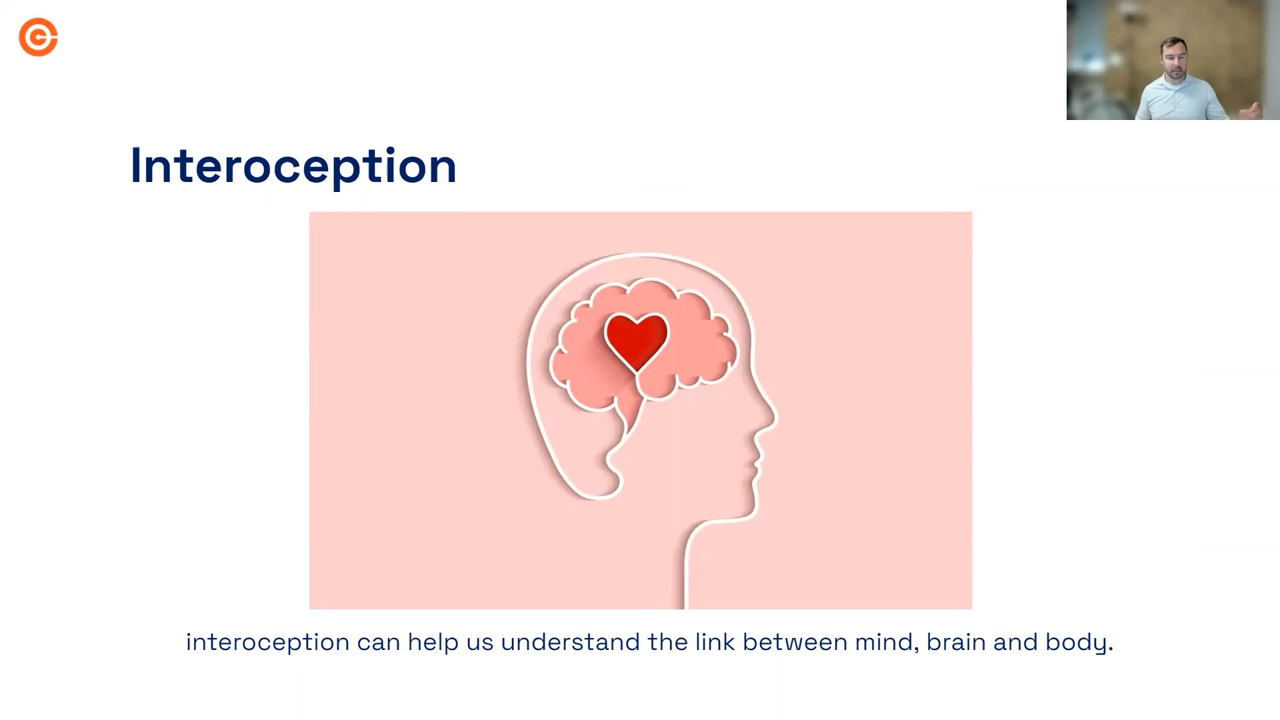 Interoception
interoception can help us understand the link between mind, brain and body.